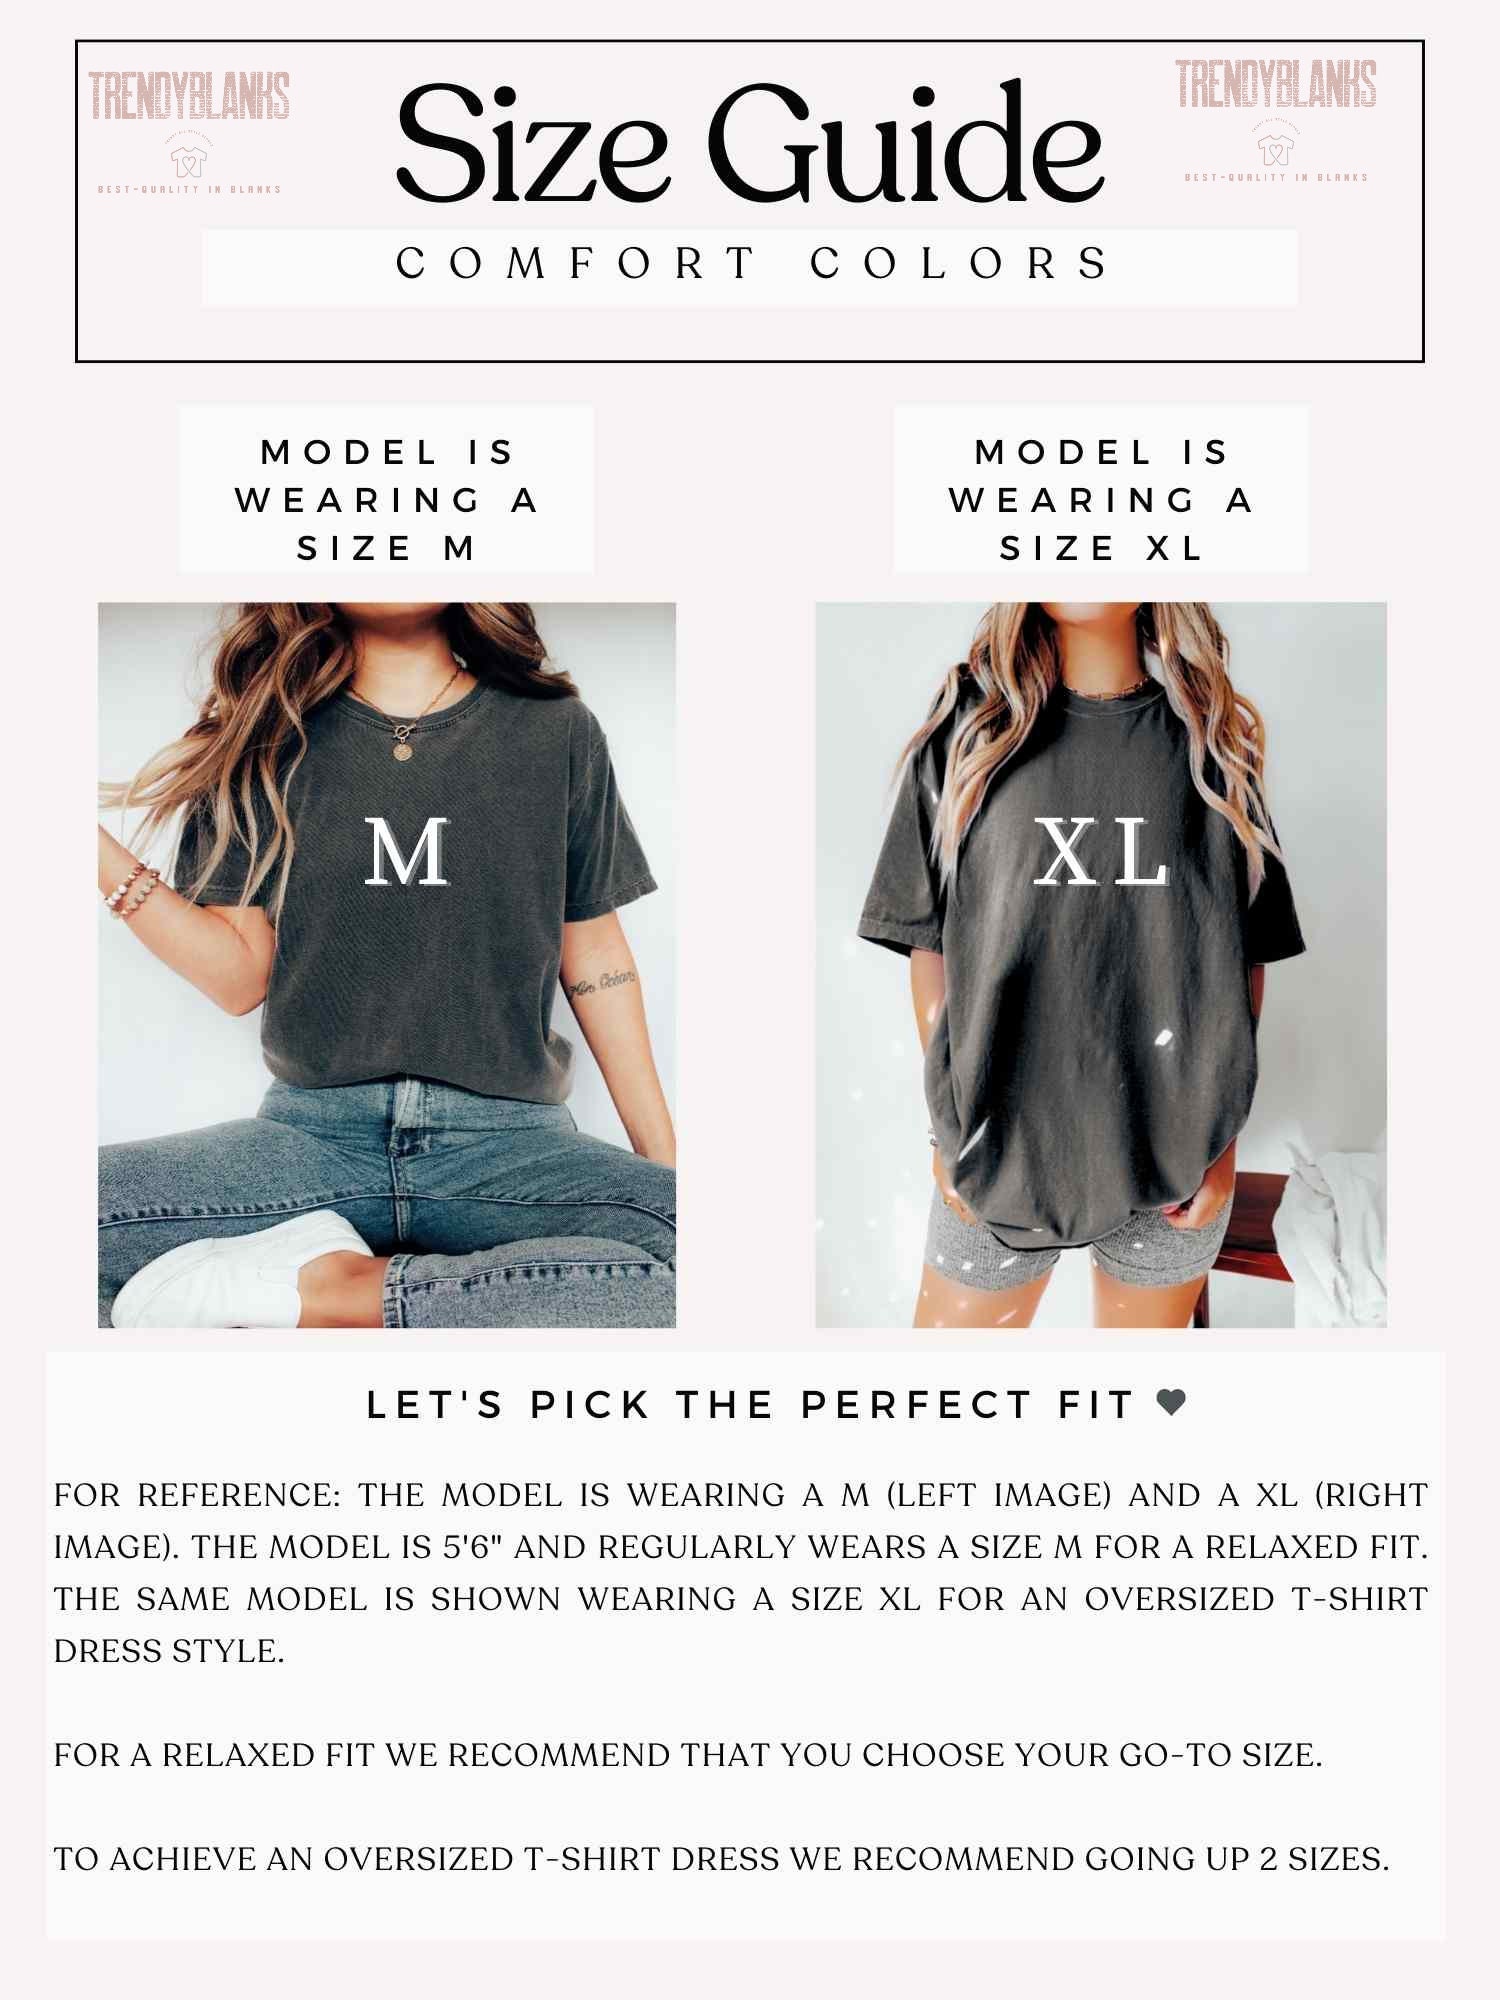 TRENDYBLANKS
BEST-QUALITY IN BLANKS
Size Guide
TRENDYBLANKS
BEST-QUALITY IN BLANKS
COMFORT COLORS
MODEL IS
WEARING A
SIZE M
MODEL IS
WEARING A
SIZE XL
M
XL
LET'S PICK THE PERFECT FIT ♥
FOR REFERENCE: THE MODEL IS WEARING A M (LEFT IMAGE) AND A XL (RIGHT
IMAGE). THE MODEL IS 5'6" AND REGULARLY WEARS A SIZE M FOR A RELAXED FIT.
THE SAME MODEL IS SHOWN WEARING A SIZE XL FOR AN OVERSIZED T-SHIRT
DRESS STYLE.
FOR A RELAXED FIT WE RECOMMEND THAT YOU CHOOSE YOUR GO-TO SIZE.
TO ACHIEVE AN OVERSIZED T-SHIRT DRESS WE RECOMMEND GOING UP 2 SIZES.